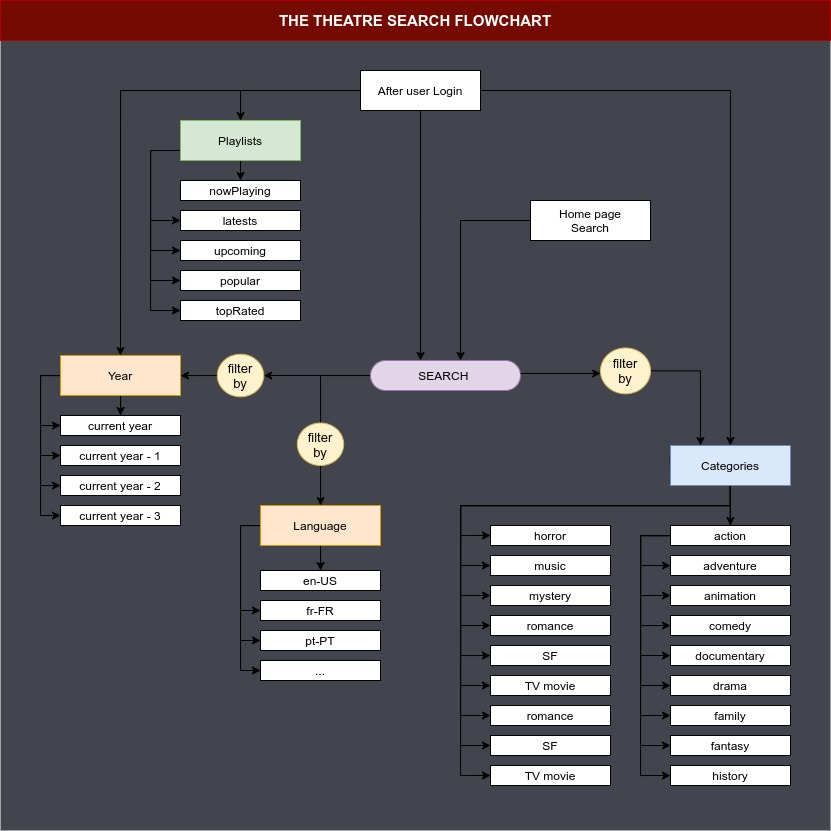 THE THEATRE SEARCH FLOWCHART
After user Login
Playlists
nowPlaying
latests
upcoming
popular
topRated
Home page
Search
Year
filter
by
SEARCH
filter
by
current year
current year - 1
current year - 2
current year - 3
filter
by
Language
en-US
fr-FR
pt-PT
...
Categories
horror
music
mystery
romance
SF
TV movie
romance
SF
TV movie
action
adventure
animation
comedy
documentary
drama
family
fantasy
history